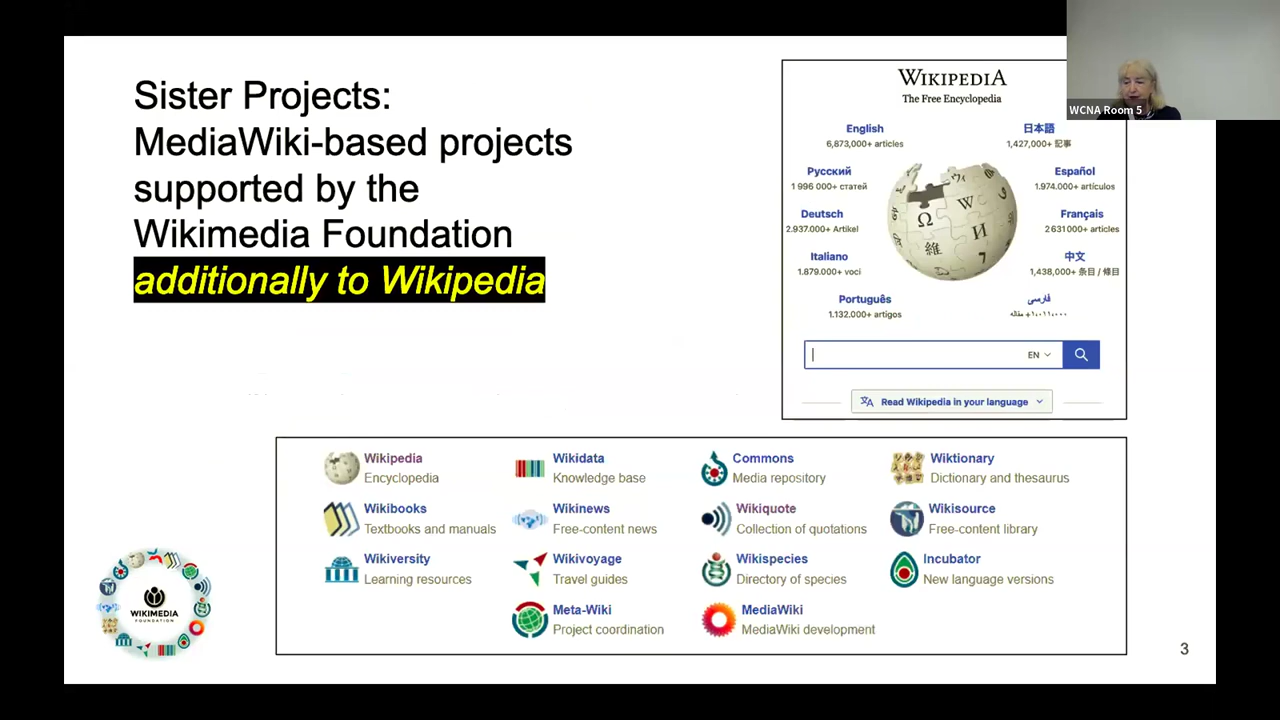 Sister Projects:
MediaWiki-based projects
supported by the
Wikimedia Foundation
additionally to Wikipedia
WIKIPEDIA
The Free Encyclopedia
English
6,873,000+ articles
日本語
1,427,000+ 記事
Русский
1 996 000+ статей
Español
1.974.000+ artículos
Deutsch
2.937.000+ Artikel
Français
2 631 000+ articles
Italiano
1.879.000+ voci
中文
1,438,000+ 条目 / 條目
Português
1.132.000+ artigos
فارسی
۱٬۰۱۱٬۰۰۰+ مقاله
EN
Read Wikipedia in your language
WCNA Room 5
Wikipedia
Encyclopedia
Wikidata
Knowledge base
Commons
Media repository
Wiktionary
Dictionary and thesaurus
Wikibooks
Textbooks and manuals
Wikinews
Free-content news
Wikiquote
Collection of quotations
Wikisource
Free-content library
Wikiversity
Learning resources
Wikivoyage
Travel guides
Wikispecies
Directory of species
Incubator
New language versions
Meta-Wiki
Project coordination
MediaWiki
MediaWiki development
WIKIMEDIA
FOUNDATION
3